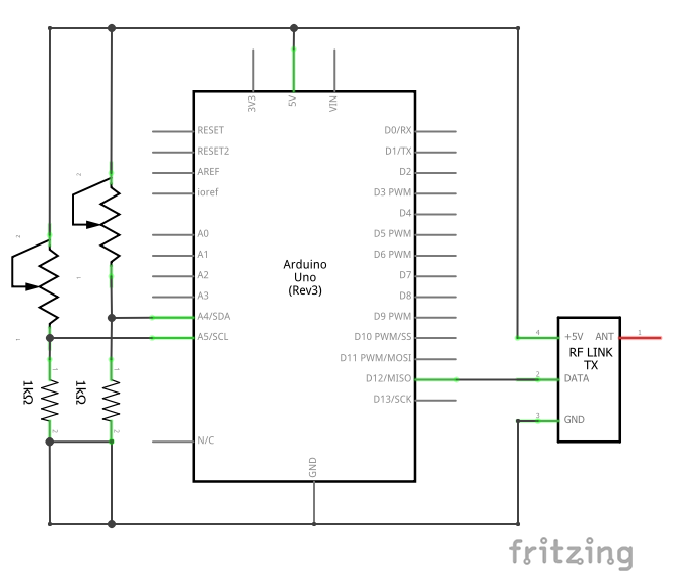 3V3
5V
VIN
RESET
RESET2
AREF
ioref
A0
A1
A2
A3
A4/SDA
A5/SCL
N/C
Arduino
Uno
(Rev3)
D0/RX
D1/TX
D2
D3 PWM
D4
D5 PWM
D6 PWM
D7
D8
D9 PWM
D10 PWM/SS
D11 PWM/MOSI
D12/MISO
D13/SCK
GND
2
1
2
1
1kΩ
1
2
1kΩ
1
2
4
+5V
ANT
1
RF LINK
TX
2
DATA
3
GND
fritzing